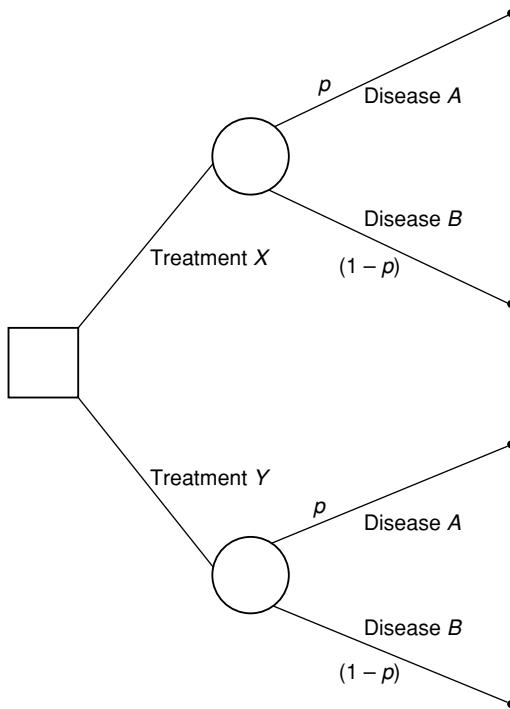 p
Disease A
Disease B
(1 – p)
Treatment X
Treatment Y
p
Disease A
Disease B
(1 – p)